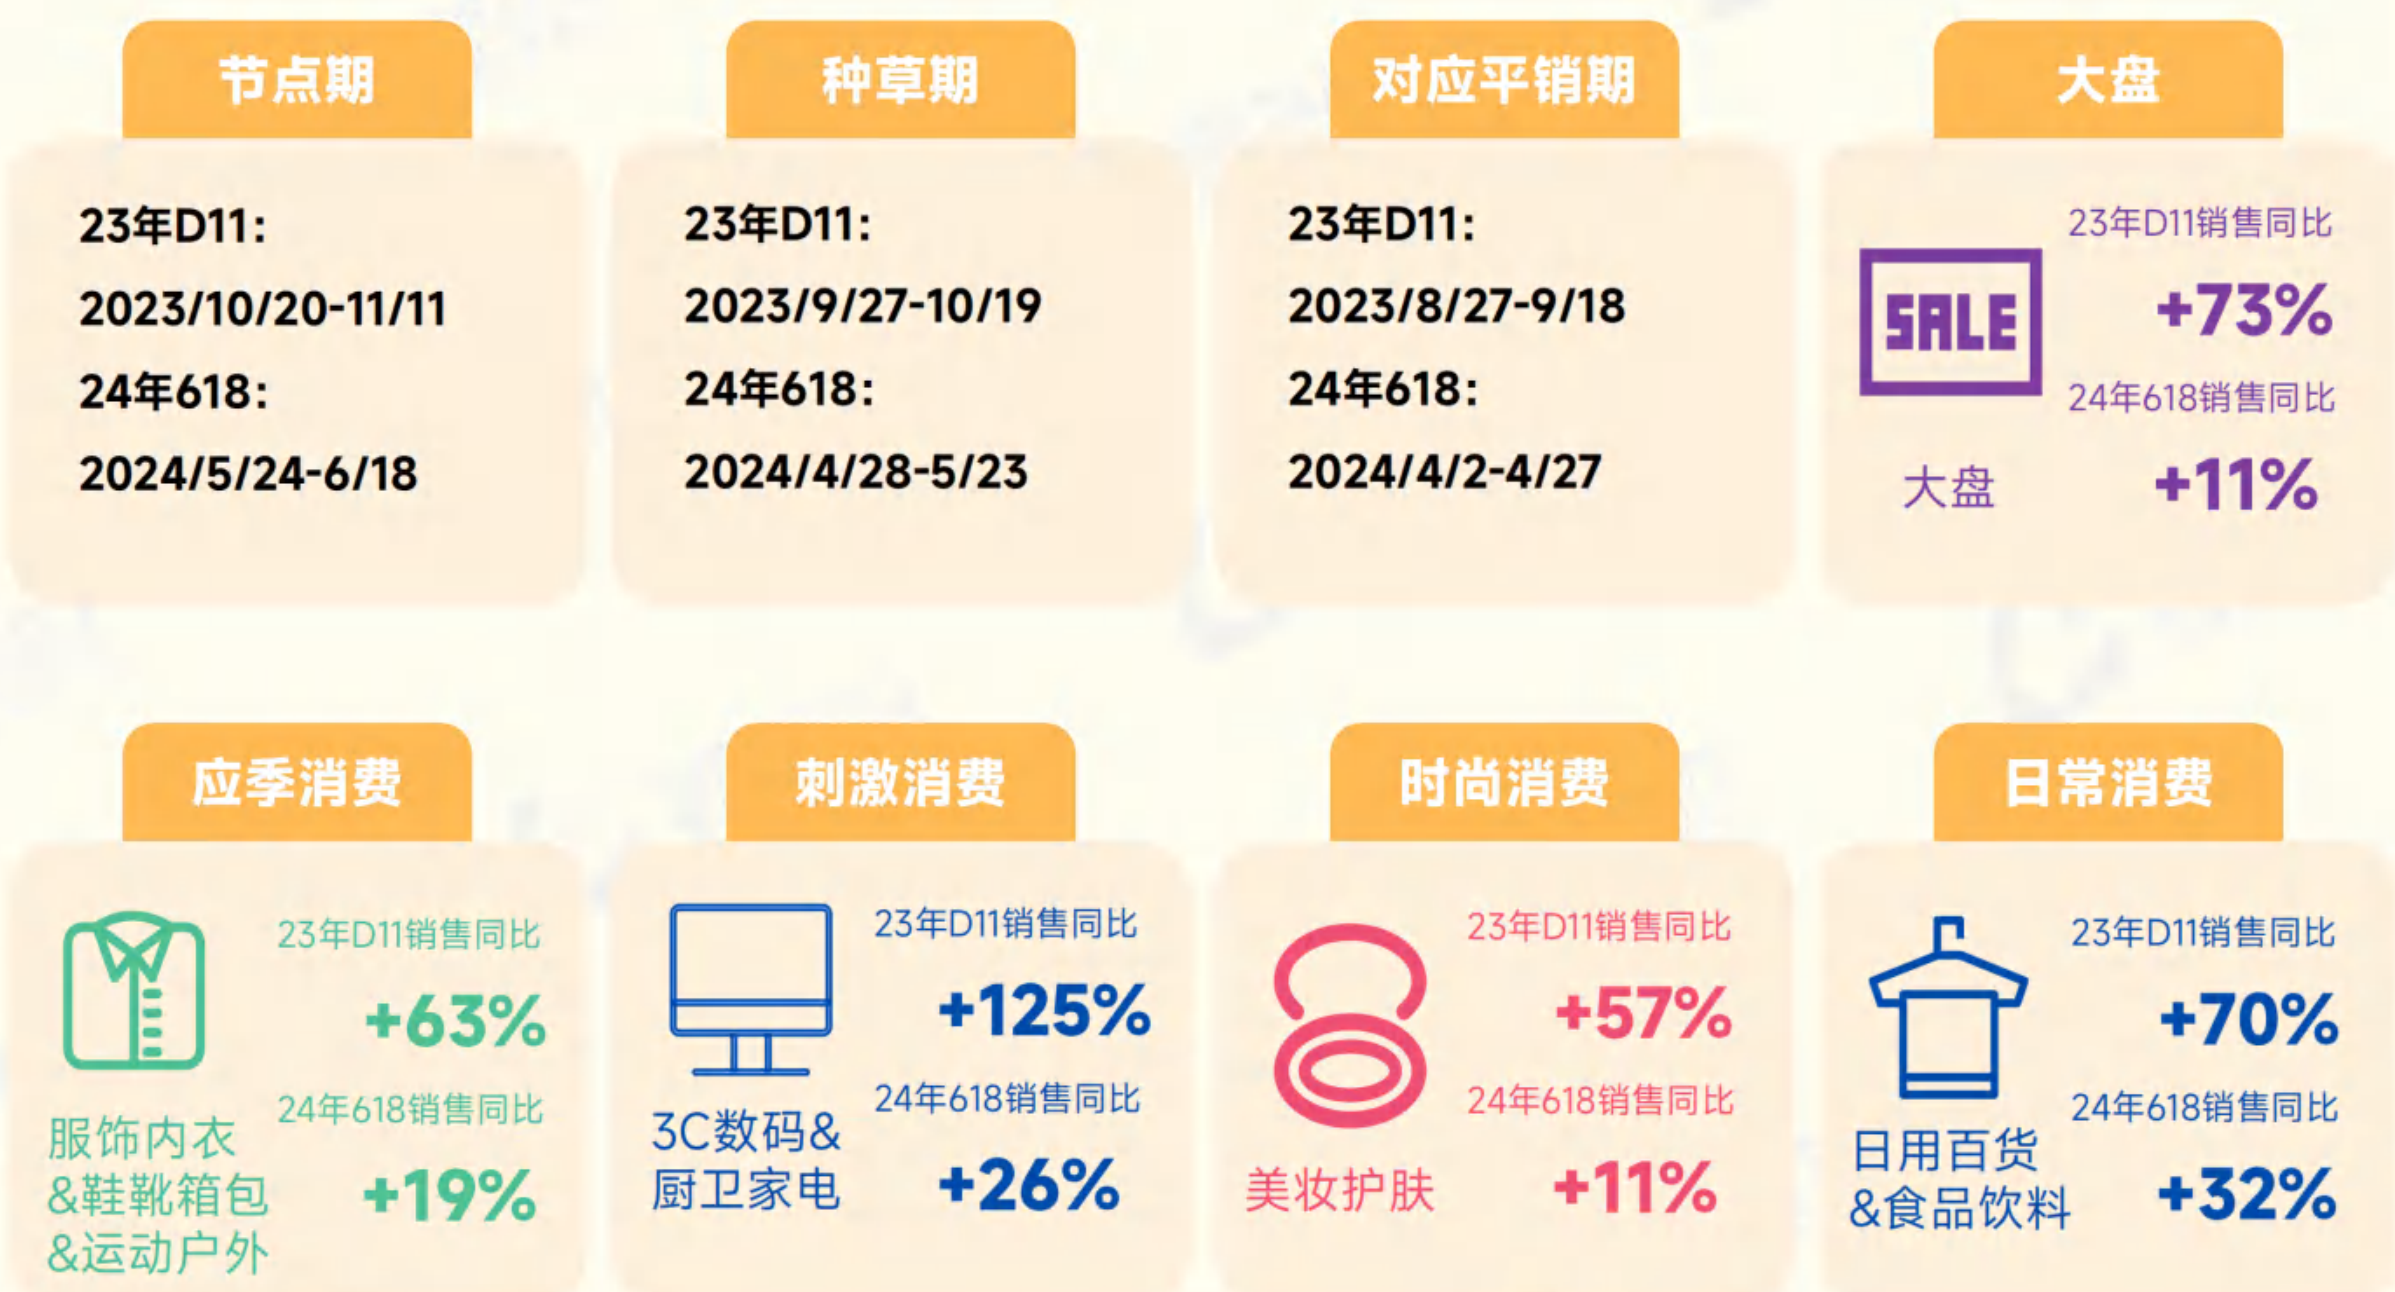 节点期
23年D11:
2023/10/20-11/11
24年618:
2024/5/24-6/18
种草期
23年D11:
2023/9/27-10/19
24年618:
2024/4/28-5/23
对应平销期
23年D11:
2023/8/27-9/18
24年618:
2024/4/2-4/27
大盘
SALE
大盘
23年D11销售同比
+73%
24年618销售同比
+11%
应季消费
服饰内衣
&鞋靴箱包
&运动户外
23年D11销售同比
+63%
24年618销售同比
+19%
刺激消费
3C数码&
厨卫家电
23年D11销售同比
+125%
24年618销售同比
+26%
时尚消费
美妆护肤
23年D11销售同比
+57%
24年618销售同比
+11%
日常消费
日用百货
&食品饮料
23年D11销售同比
+70%
24年618销售同比
+32%